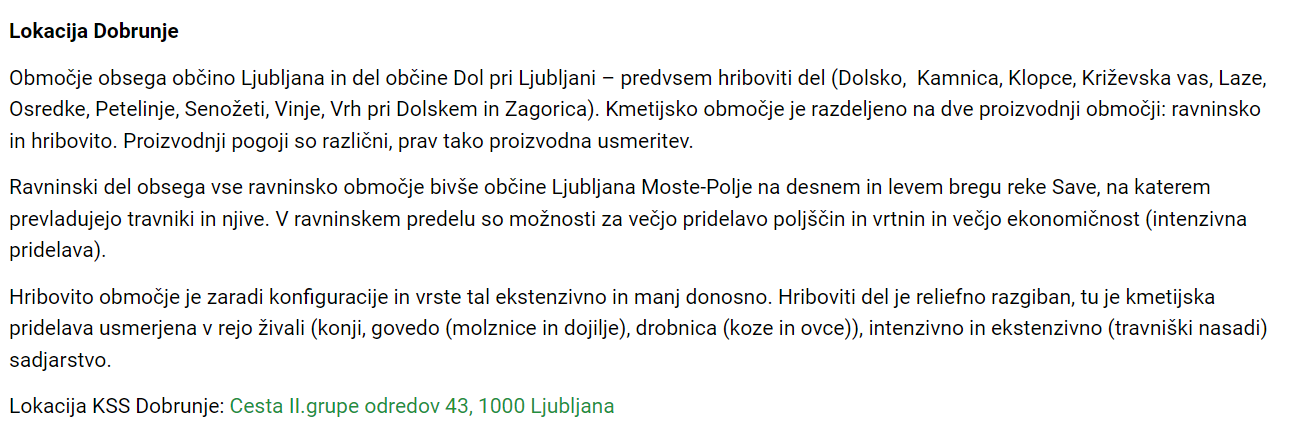 Lokacija Dobrunje
Območje obsega občino Ljubljana in del občine Dol pri Ljubljani – predvsem hriboviti del (Dolsko,  Kamnica, Klopce, Križevska vas, Laze,
Osredke, Petelinje, Senožeti, Vinje, Vrh pri Dolskem in Zagorica). Kmetijsko območje je razdeljeno na dve proizvodnji območji: ravninsko
in hribovito. Proizvodnji pogoji so različni, prav tako proizvodna usmeritev.
Ravninski del obsega vse ravninsko območje bivše občine Ljubljana Moste-Polje na desnem in levem bregu reke Save, na katerem
prevladujejo travniki in njive. V ravninskem predelu so možnosti za večjo pridelavo poljščin in vrtnin in večjo ekonomičnost (intenzivna
pridelava).
Hribovito območje je zaradi konfiguracije in vrste tal ekstenzivno in manj donosno. Hriboviti del je reliefno razgiban, tu je kmetijska
pridelava usmerjena v rejo živali (konji, govedo (molznice in dojilje), drobnica (koze in ovce)), intenzivno in ekstenzivno (travniški nasadi)
sadjarstvo.
Lokacija KSS Dobrunje: Cesta II.grupe odredov 43, 1000 Ljubljana